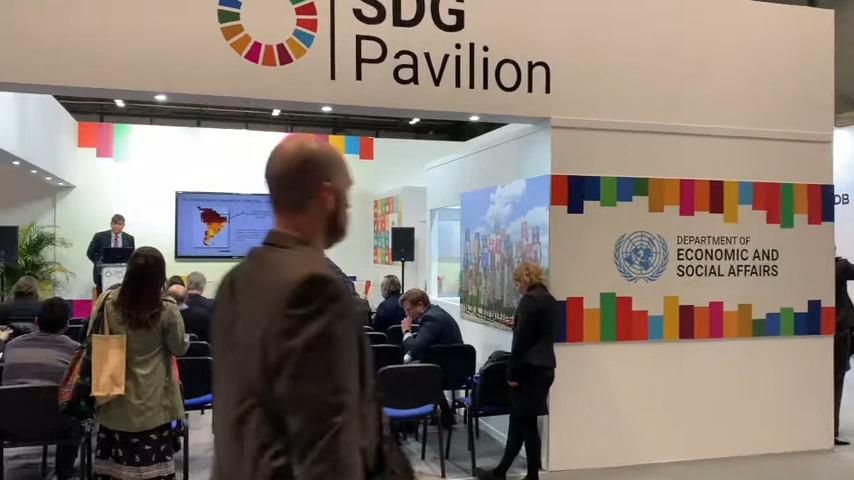 SDG
Pavilion
DEPARTMENT OF
ECONOMIC AND
SOCIAL AFFAIRS